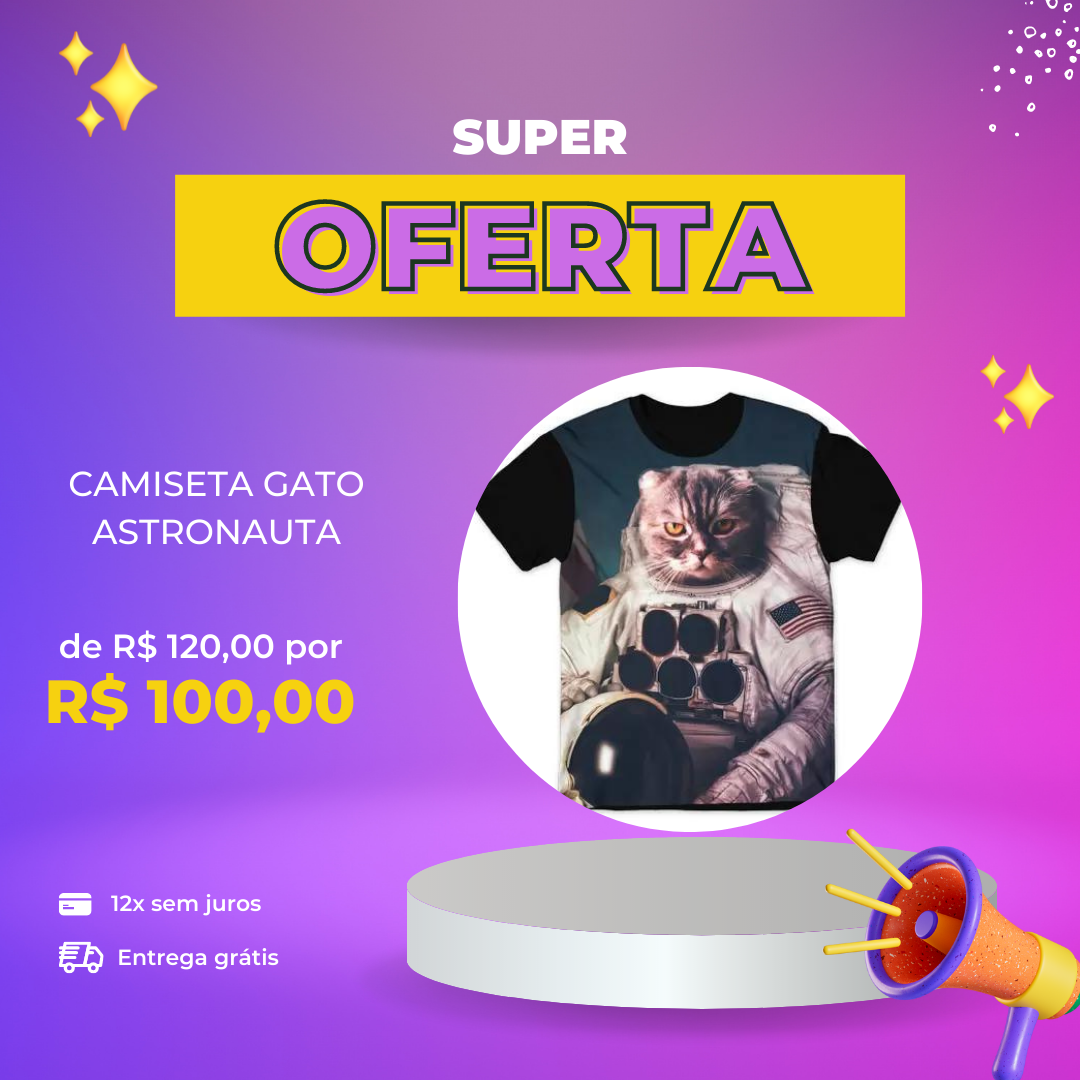 SUPER
OFERTA
CAMISETA GATO
ASTRONAUTA
de R$ 120,00 por
R$ 100,00
12x sem juros
Entrega grátis